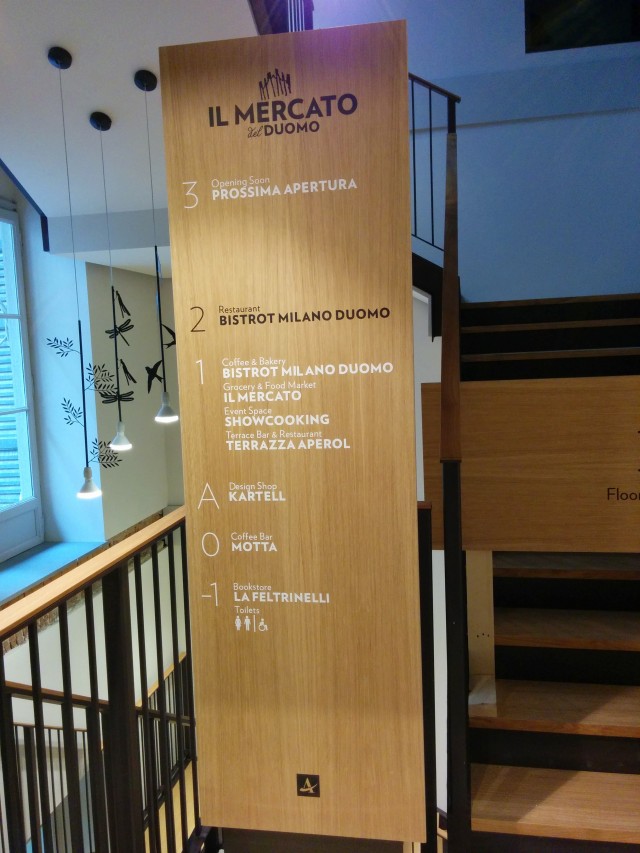 IL MERCATO
del DUOMO
3
Opening Soon
PROSSIMA APERTURA
2
Restaurant
BISTROT MILANO DUOMO
1
Coffee & Bakery
BISTROT MILANO DUOMO
Grocery & Food Market
IL MERCATO
Event Space
SHOWCOOKING
Terrace Bar & Restaurant
TERRAZZA APEROL
A
Design Shop
KARTELL
0
Coffee Bar
MOTTA
-1
Bookstore
LA FELTRINELLI
Toilets
A